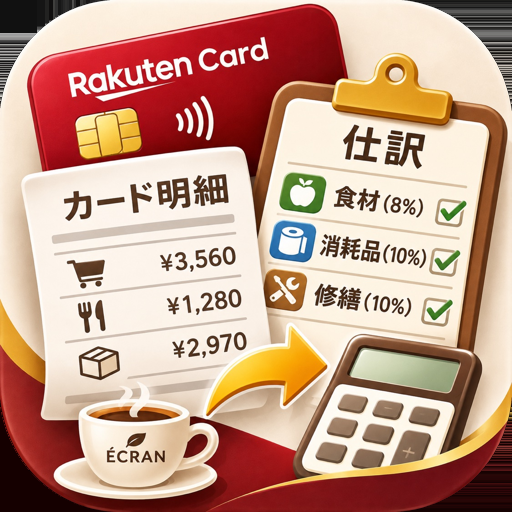 Rakuten Card
カード明細
¥3,560
¥1,280
¥2,970
仕訳
食材(8%)
消耗品(10%)
修繕(10%)
ÉCRAN
+